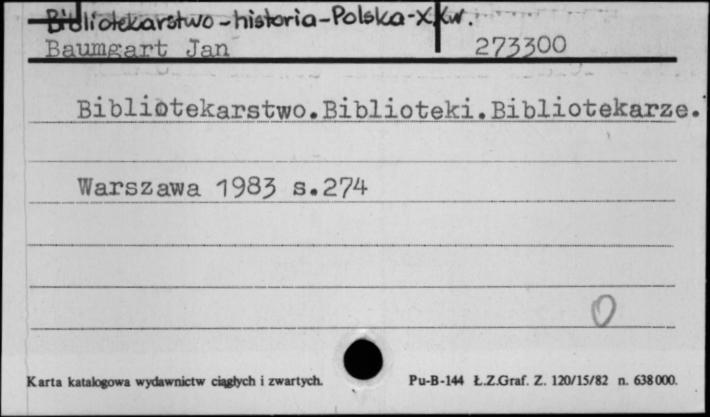 Bibliotekarstwo-historia-Polska-X Xw.
Baumgart Jan 273300
Bibliotekarstwo.Biblioteki.Bibliotekarze.
Warszawa 1983 s.274
0
Karta katalogowa wydawnictw ciągłych i zwartych. Pu-B-144 Ł.Z.Graf. Z. 120/15/82 n. 638000.